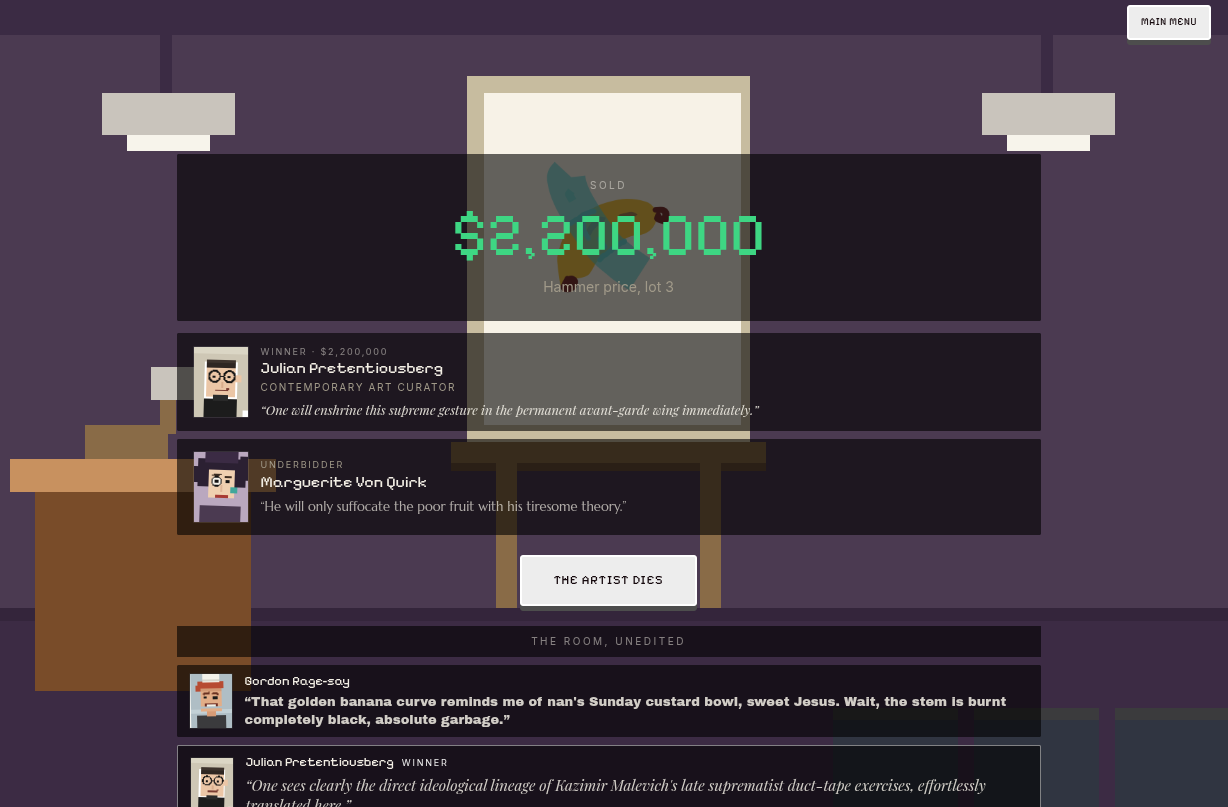 MAIN MENU
SOLD
$2,200,000
Hammer price, lot 3
WINNER · $2,200,000
Julian Pretentiousberg
CONTEMPORARY ART CURATOR
“One will enshrine this supreme gesture in the permanent avant-garde wing immediately.”
UNDERBIDDER
Marguerite Von Quirk
“He will only suffocate the poor fruit with his tiresome theory.”
THE ARTIST DIES
THE ROOM, UNEDITED
Gordon Rage-say
“That golden banana curve reminds me of nan's Sunday custard bowl, sweet Jesus. Wait, the stem is burnt
completely black, absolute garbage.”
Julian Pretentiousberg WINNER
“One sees clearly the direct ideological lineage of Kazimir Malevich's late suprematist duct-tape exercises, effortlessly
translated here.”